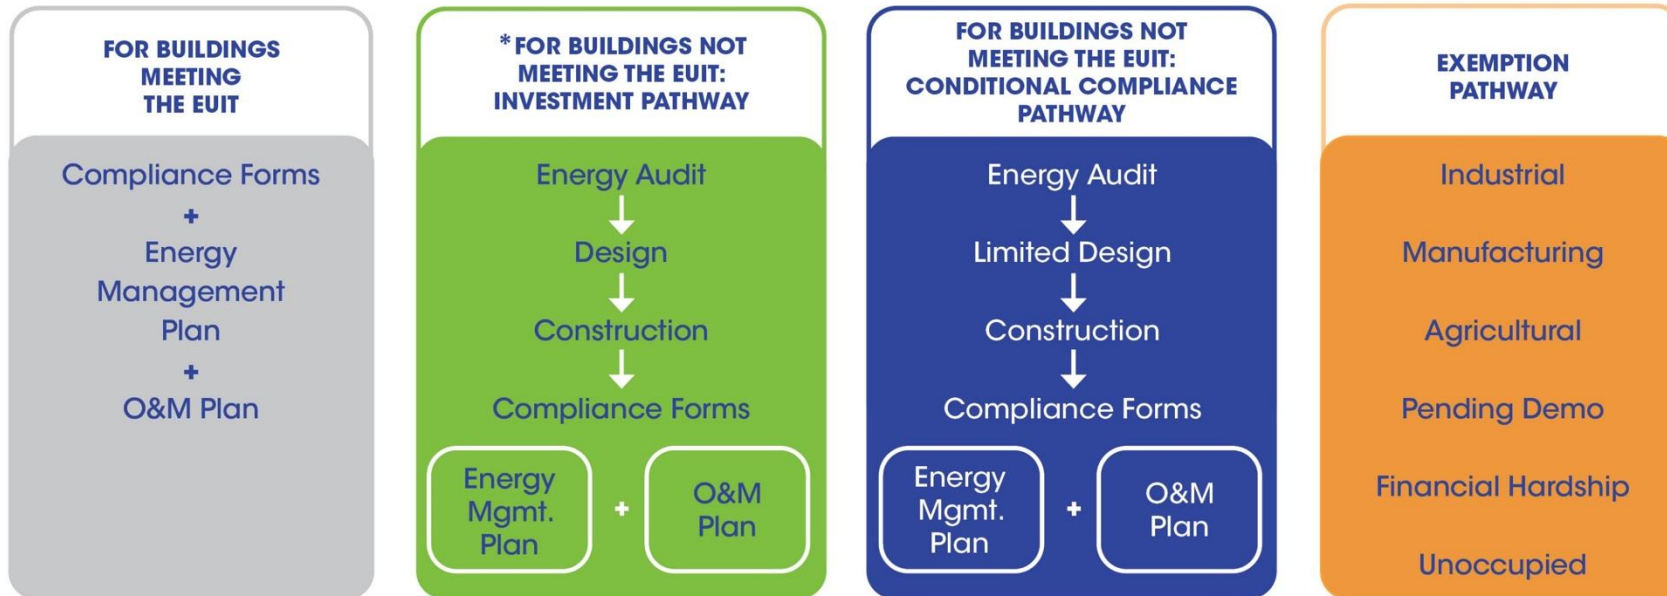 FOR BUILDINGS
MEETING
THE EUIT
Compliance Forms
+
Energy
Management
Plan
+
O&M Plan
*FOR BUILDINGS NOT
MEETING THE EUIT:
INVESTMENT PATHWAY
Energy Audit
Design
Construction
Compliance Forms
Energy
Mgmt.
Plan
+
O&M
Plan
FOR BUILDINGS NOT
MEETING THE EUIT:
CONDITIONAL COMPLIANCE
PATHWAY
Energy Audit
Limited Design
Construction
Compliance Forms
Energy
Mgmt.
Plan
+
O&M
Plan
EXEMPTION
PATHWAY
Industrial
Manufacturing
Agricultural
Pending Demo
Financial Hardship
Unoccupied